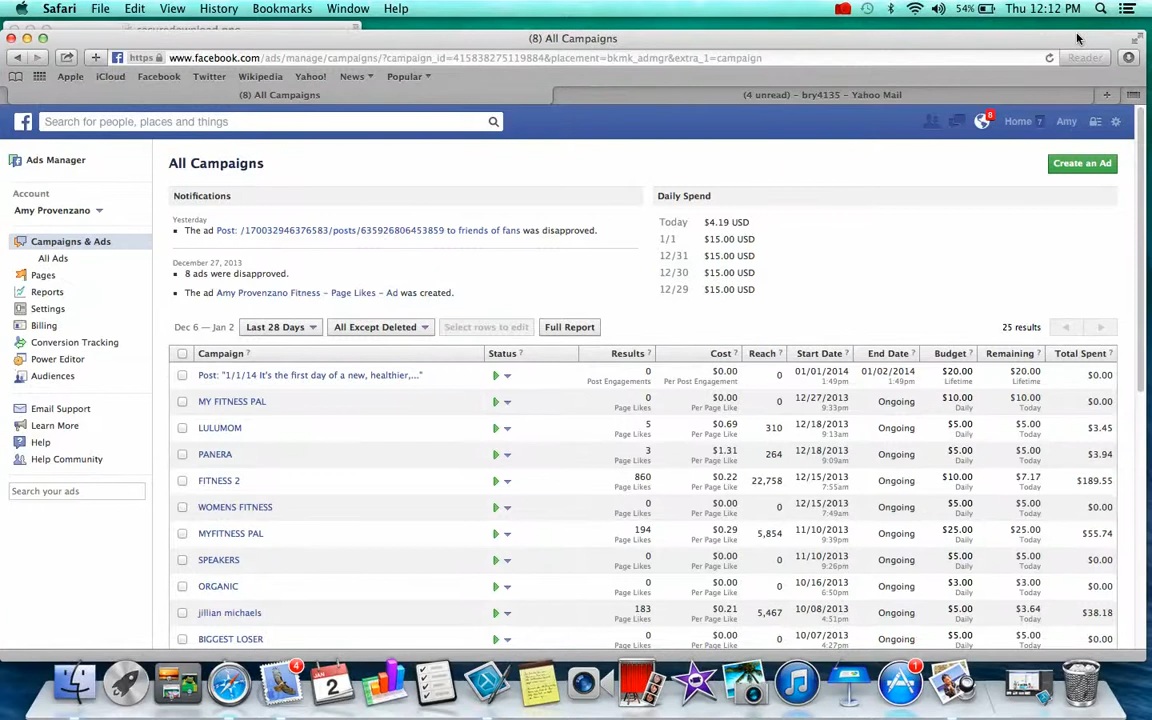 Safari File Edit View History Bookmarks Window Help 54% Thu 12:12 PM
(8) All Campaigns
https www.facebook.com/ads/manage/campaigns/?campaign_id=415838275119884&placement=bkmk_admgr&extra_1=campaign Reader
Apple iCloud Facebook Twitter Wikipedia Yahoo! News Popular
(8) All Campaigns (4 unread) – bry4135 – Yahoo Mail
Search for people, places and things 8 Home 7 Amy
Ads Manager
Account
Amy Provenzano
Campaigns & Ads
All Ads
Pages
Reports
Settings
Billing
Conversion Tracking
Power Editor
Audiences
Email Support
Learn More
Help
Help Community
Search your ads
All Campaigns Create an Ad
Notifications
Yesterday
The ad Post: /170032946376583/posts/635926806453859 to friends of fans was disapproved.
December 27, 2013
8 ads were disapproved.
The ad Amy Provenzano Fitness – Page Likes – Ad was created.
Daily Spend
Today $4.19 USD
1/1 $15.00 USD
12/31 $15.00 USD
12/30 $15.00 USD
12/29 $15.00 USD
Dec 6 — Jan 2 Last 28 Days All Except Deleted Select rows to edit Full Report 25 results
Campaign ? Status ? Results ? Cost ? Reach ? Start Date ? End Date ? Budget ? Remaining ? Total Spent ?
Post: "1/1/14 It's the first day of a new, healthier,..." 0 $0.00 0 01/01/2014 01/02/2014 $20.00 $20.00 $0.00
Post Engagements Per Post Engagement 1:49pm 1:49pm Lifetime Lifetime
MY FITNESS PAL 0 $0.00 0 12/27/2013 Ongoing $10.00 $10.00 $0.00
Page Likes Per Page Like 9:33pm Daily Today
LULUMOM 5 $0.69 310 12/18/2013 Ongoing $5.00 $5.00 $3.45
Page Likes Per Page Like 9:13am Daily Today
PANERA 3 $1.31 264 12/18/2013 Ongoing $5.00 $5.00 $3.94
Page Likes Per Page Like 9:09am Daily Today
FITNESS 2 860 $0.22 22,758 12/15/2013 Ongoing $10.00 $7.17 $189.55
Page Likes Per Page Like 7:55am Daily Today
WOMENS FITNESS 0 $0.00 0 12/15/2013 Ongoing $5.00 $5.00 $0.00
Page Likes Per Page Like 7:49am Daily Today
MYFITNESS PAL 194 $0.29 5,854 11/10/2013 Ongoing $25.00 $25.00 $55.74
Page Likes Per Page Like 9:39pm Daily Today
SPEAKERS 0 $0.00 0 11/10/2013 Ongoing $5.00 $5.00 $0.00
Page Likes Per Page Like 9:26pm Daily Today
ORGANIC 0 $0.00 0 10/16/2013 Ongoing $3.00 $3.00 $0.00
Page Likes Per Page Like 6:50pm Daily Today
jillian michaels 183 $0.21 5,467 10/08/2013 Ongoing $5.00 $3.64 $38.18
Page Likes Per Page Like 4:51pm Daily Today
BIGGEST LOSER 0 $0.00 0 10/07/2013 Ongoing $5.00 $5.00 $0.00
Page Likes Per Page Like 4:27pm Daily Today
4 2 1